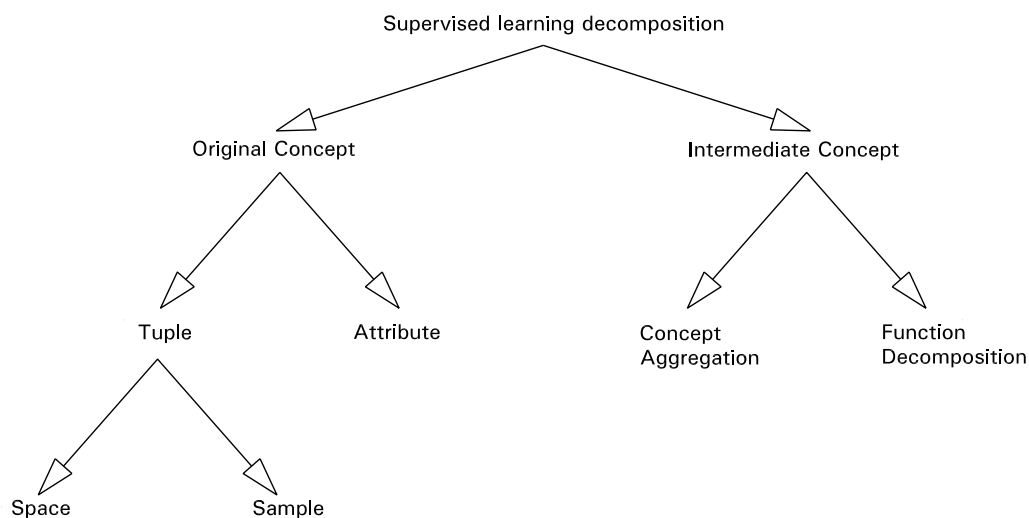 Supervised learning decomposition
Original Concept
Intermediate Concept
Tuple
Attribute
Concept
Aggregation
Function
Decomposition
Space
Sample